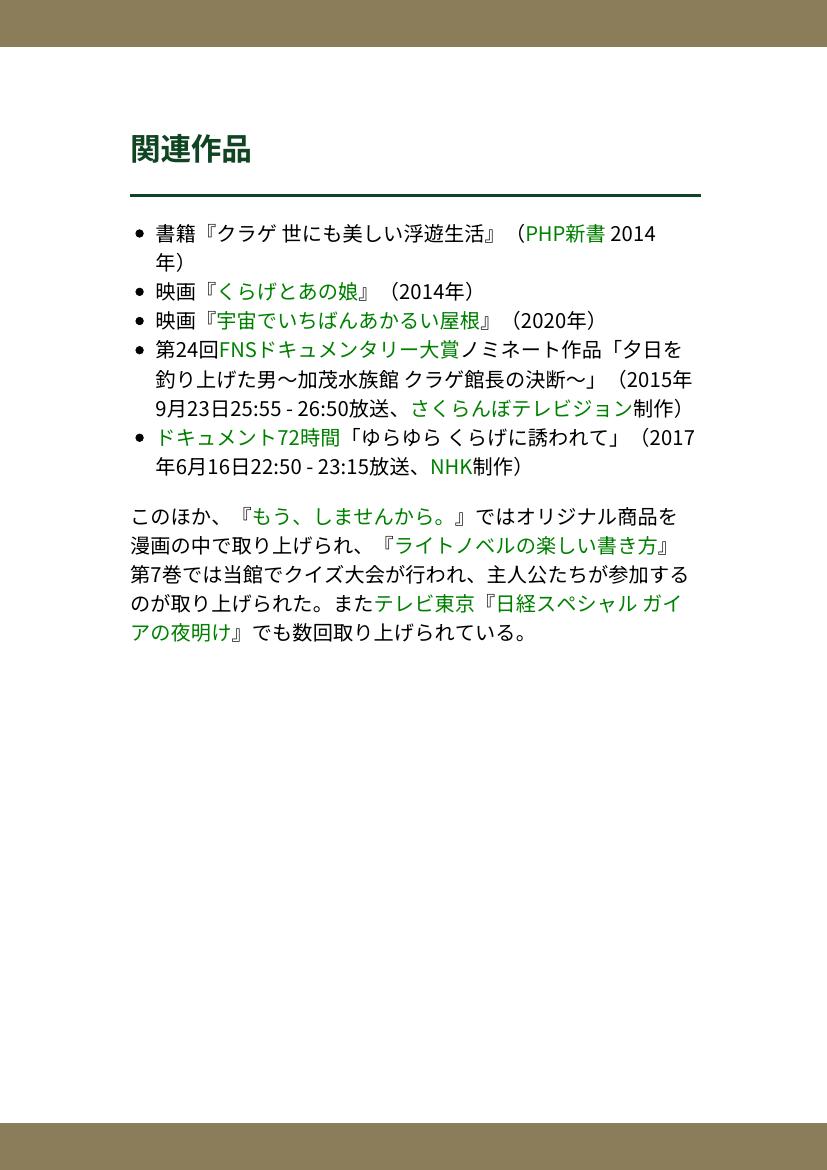 関連作品
書籍『クラゲ 世にも美しい浮遊生活』（PHP新書 2014
年）
映画『くらげとあの娘』（2014年）
映画『宇宙でいちばんあかるい屋根』（2020年）
第24回FNSドキュメンタリー大賞ノミネート作品「夕日を
釣り上げた男〜加茂水族館 クラゲ館長の決断〜」（2015年
9月23日25:55 - 26:50放送、さくらんぼテレビジョン制作）
ドキュメント72時間「ゆらゆら くらげに誘われて」（2017
年6月16日22:50 - 23:15放送、NHK制作）
このほか、『もう、しませんから。』ではオリジナル商品を
漫画の中で取り上げられ、『ライトノベルの楽しい書き方』
第7巻では当館でクイズ大会が行われ、主人公たちが参加する
のが取り上げられた。またテレビ東京『日経スペシャル ガイ
アの夜明け』でも数回取り上げられている。